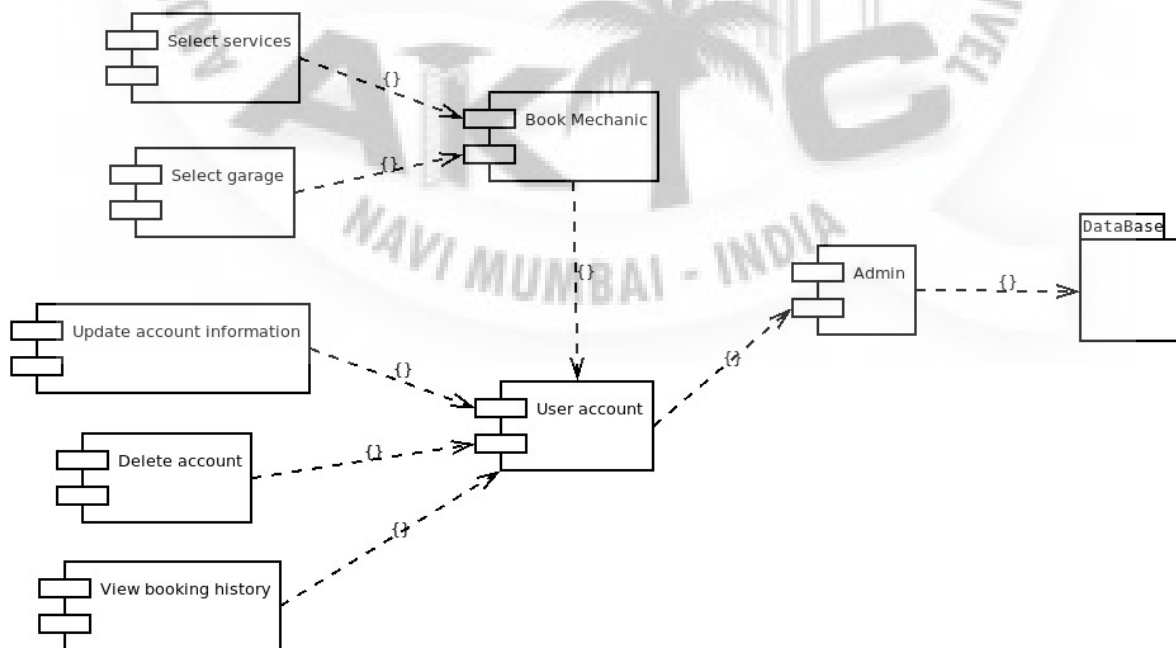 Select services
{}
Book Mechanic
{}
Select garage
AKTC
NAVI MUMBAI - INDIA
DataBase
{}
Admin
{}
Update account information
{}
{}
User account
{}
Delete account
{}
View booking history